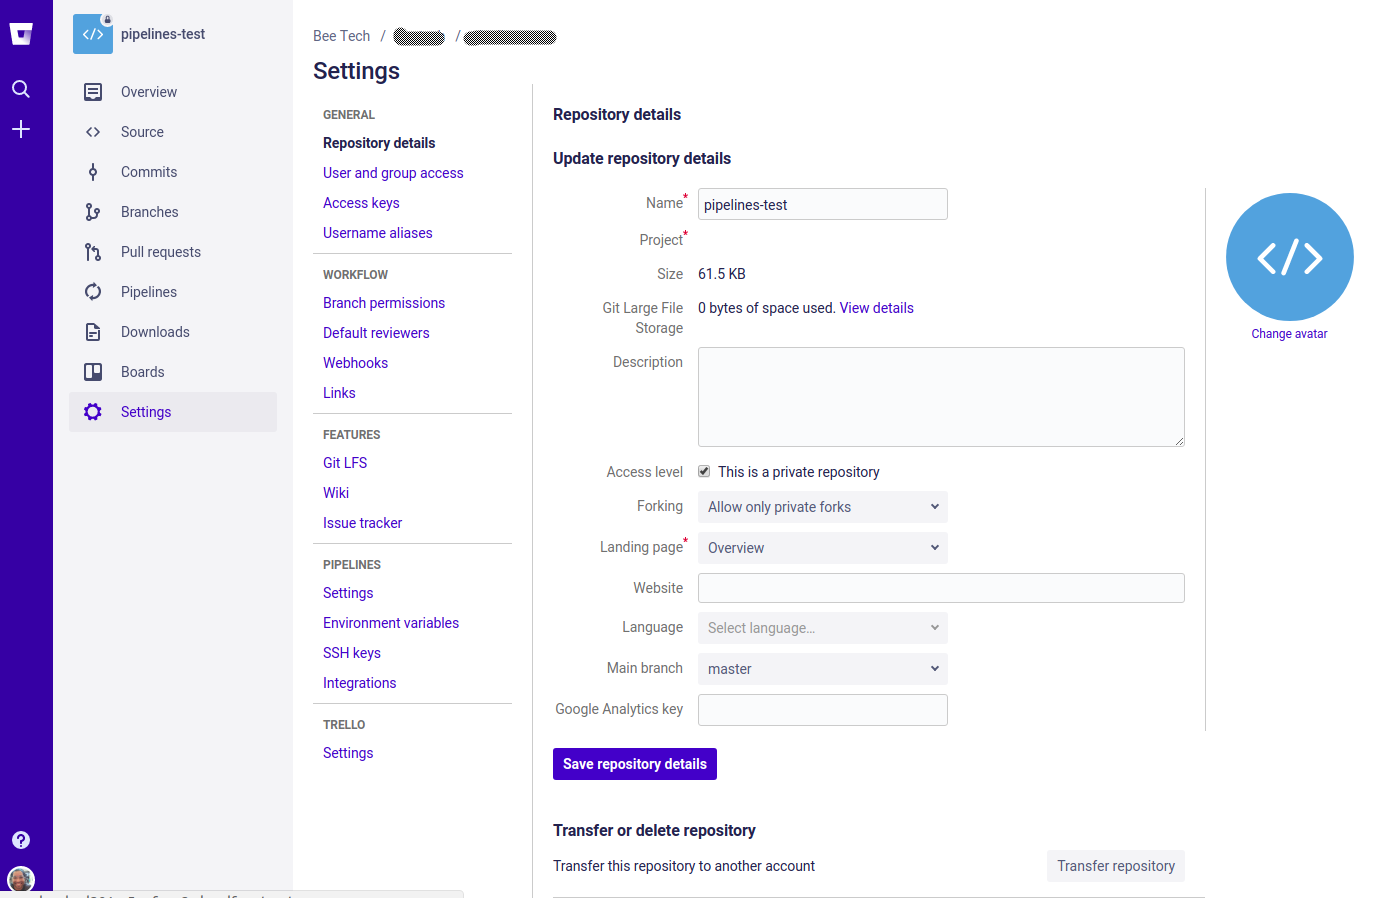 pipelines-test
Overview
Source
Commits
Branches
Pull requests
Pipelines
Downloads
Boards
Settings
Bee Tech / /
Settings
GENERAL
Repository details
User and group access
Access keys
Username aliases
WORKFLOW
Branch permissions
Default reviewers
Webhooks
Links
FEATURES
Git LFS
Wiki
Issue tracker
PIPELINES
Settings
Environment variables
SSH keys
Integrations
TRELLO
Settings
Repository details
Update repository details
Name* pipelines-test
Project*
Size 61.5 KB
Git Large File Storage 0 bytes of space used. View details
Description
Access level This is a private repository
Forking Allow only private forks
Landing page* Overview
Website
Language Select language...
Main branch master
Google Analytics key
Save repository details
Change avatar
Transfer or delete repository
Transfer this repository to another account Transfer repository